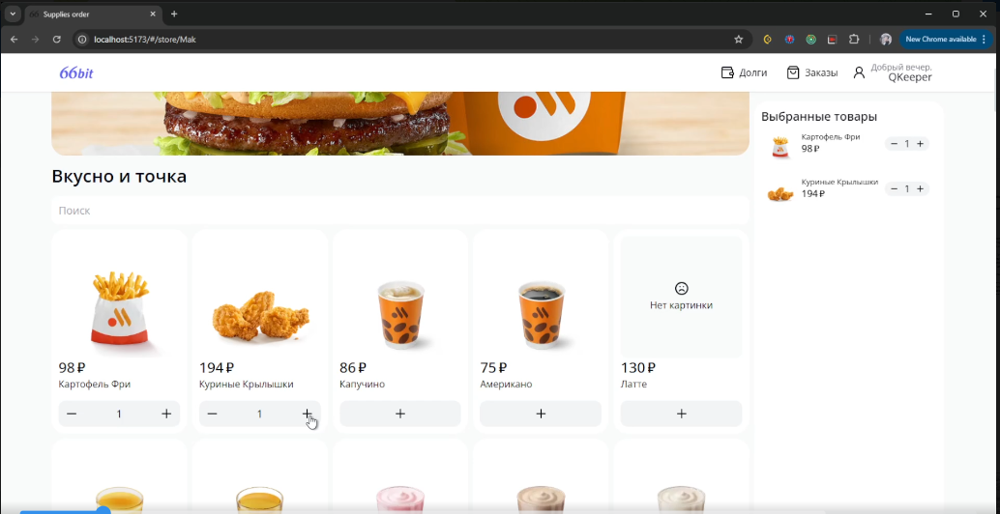 Supplies order
localhost:5173/#/store/Mak
New Chrome available
66bit
Долги
Заказы
Добрый вечер,
QKeeper
Вкусно и точка
Поиск
98 ₽
Картофель Фри
1
194 ₽
Куриные Крылышки
1
86 ₽
Капучино
75 ₽
Американо
Нет картинки
130 ₽
Латте
Выбранные товары
Картофель Фри
98 ₽
1
Куриные Крылышки
194 ₽
1